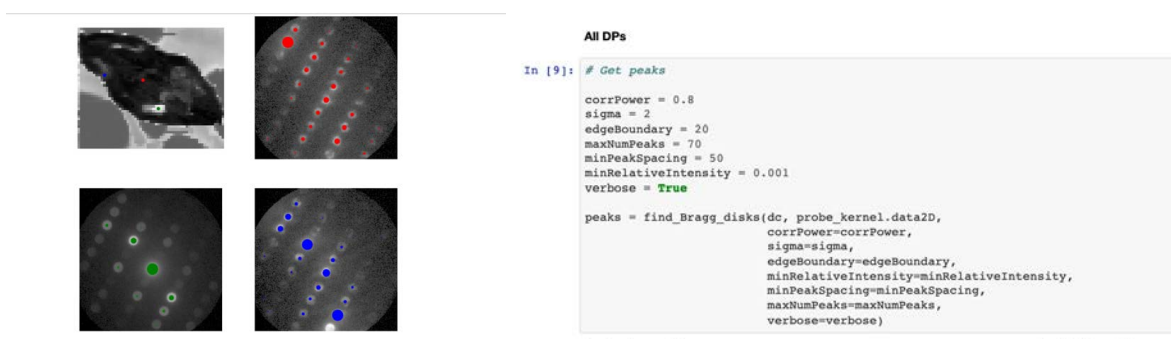 All DPs
In [9]: # Get peaks
corrPower = 0.8
sigma = 2
edgeBoundary = 20
maxNumPeaks = 70
minPeakSpacing = 50
minRelativeIntensity = 0.001
verbose = True
peaks = find_Bragg_disks(dc, probe_kernel.data2D,
corrPower=corrPower,
sigma=sigma,
edgeBoundary=edgeBoundary,
minRelativeIntensity=minRelativeIntensity,
minPeakSpacing=minPeakSpacing,
maxNumPeaks=maxNumPeaks,
verbose=verbose)